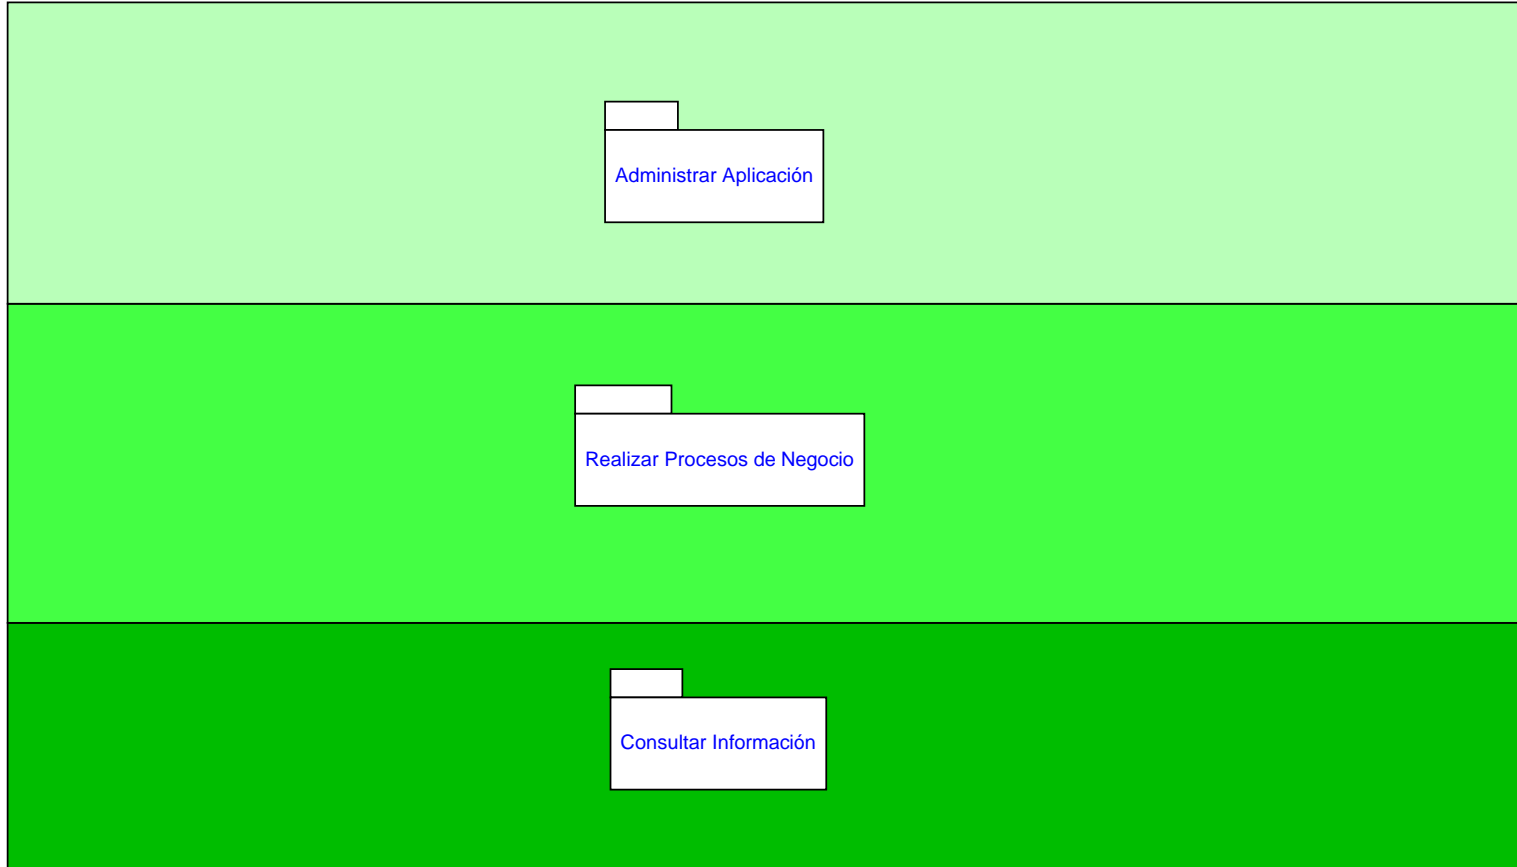 Administrar Aplicación
Realizar Procesos de Negocio
Consultar Información